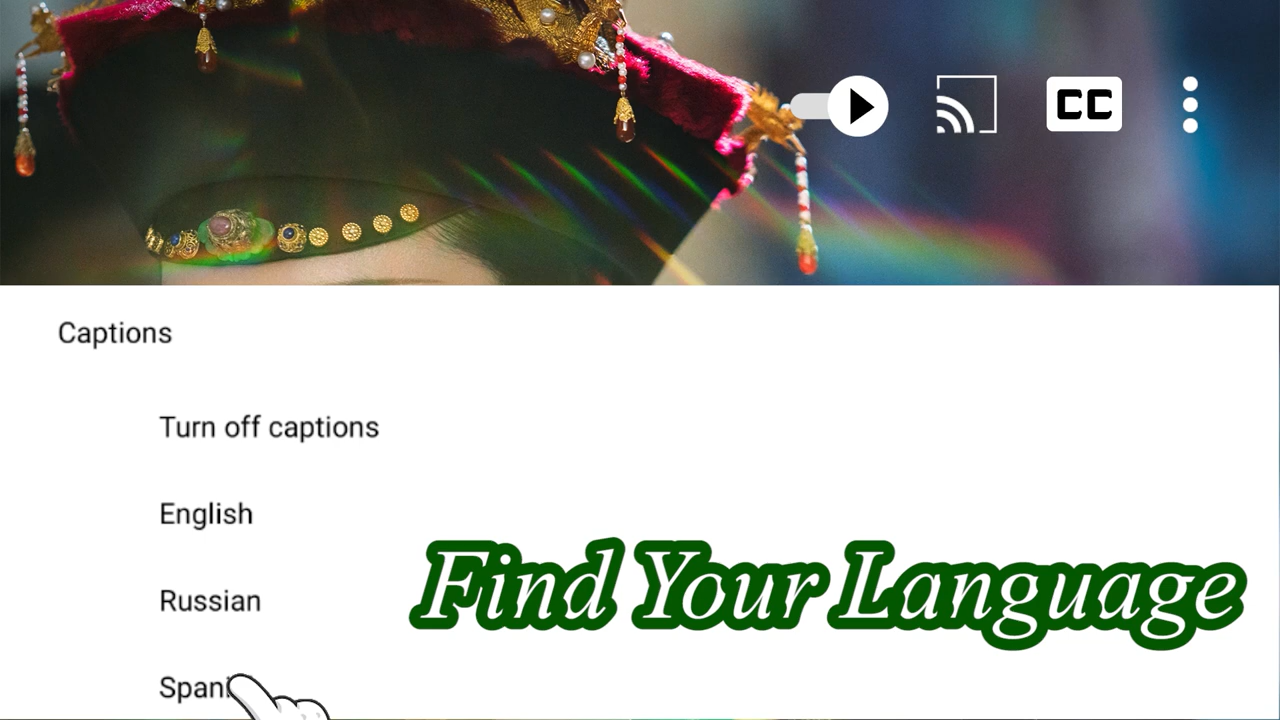 CC
Captions
Turn off captions
English
Russian
Find Your Language